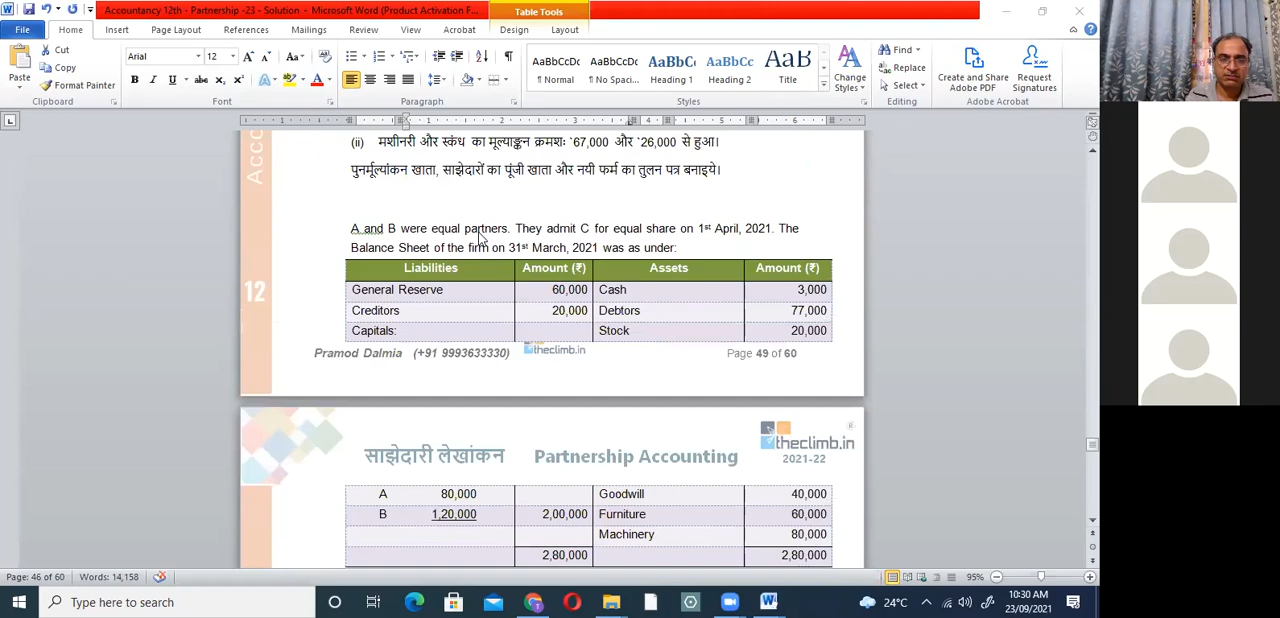 Accountancy 12th - Partnership -23 - Solution - Microsoft Word (Product Activation F...
Table Tools
File Home Insert Page Layout References Mailings Review View Acrobat Design Layout
Paste
Cut
Copy
Format Painter
Clipboard
Arial 12
Font
Paragraph
AaBbCcDc AaBbCcDc AaBbCc AaBbCc AaB
¶ Normal ¶ No Spaci... Heading 1 Heading 2 Title
Change Styles
Styles
Find
Replace
Select
Editing
Create and Share Adobe PDF
Request Signatures
Adobe Acrobat
(ii) मशीनरी और स्कंध का मूल्याङ्कन क्रमशः `67,000 और `26,000 से हुआ।
पुनर्मूल्यांकन खाता, साझेदारों का पूंजी खाता और नयी फर्म का तुलन पत्र बनाइये।
A and B were equal partners. They admit C for equal share on 1st April, 2021. The
Balance Sheet of the firm on 31st March, 2021 was as under:
Liabilities Amount (₹) Assets Amount (₹)
General Reserve 60,000 Cash 3,000
Creditors 20,000 Debtors 77,000
Capitals: Stock 20,000
12
Pramod Dalmia (+91 9993633330) theclimb.in Page 49 of 60
साझेदारी लेखांकन Partnership Accounting theclimb.in
2021-22
A 80,000 Goodwill 40,000
B 1,20,000 2,00,000 Furniture 60,000
Machinery 80,000
2,80,000 2,80,000
Page: 46 of 60 Words: 14,158 95%
Type here to search
24°C
10:30 AM
23/09/2021